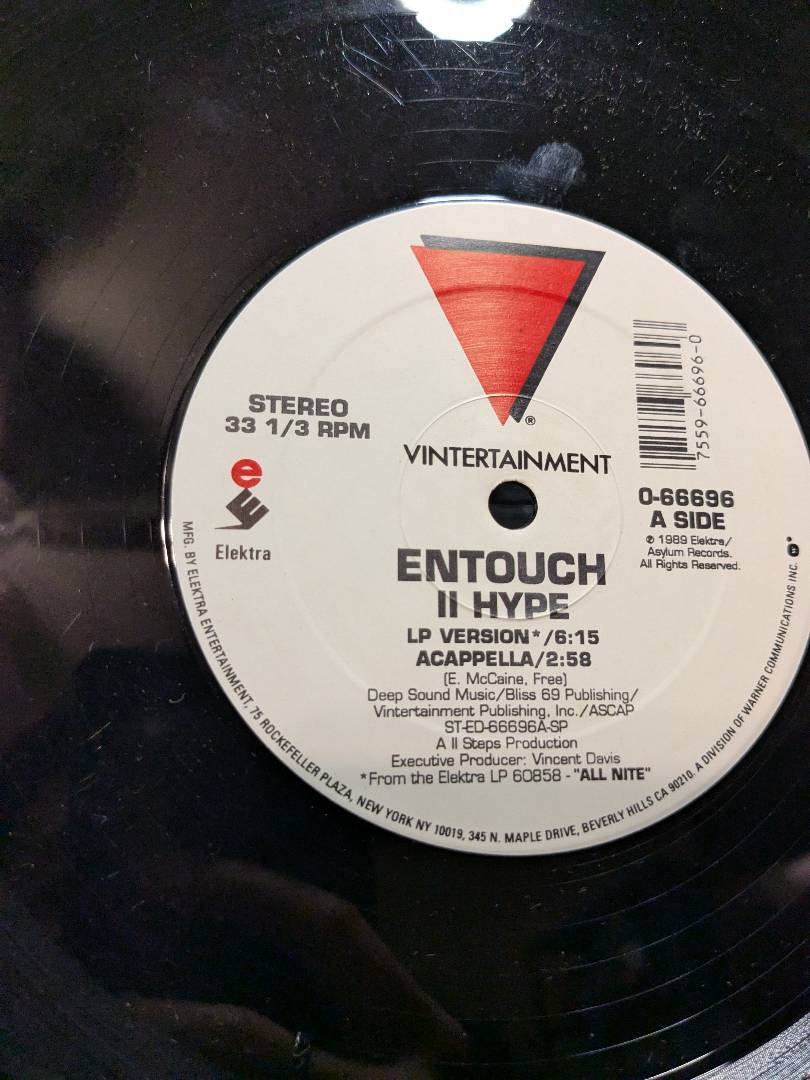 ®
VINTERTAINMENT
STEREO
33 1/3 RPM
e
Elektra
7559-66696-0
0-66696
A SIDE
℗ 1989 Elektra/
Asylum Records.
All Rights Reserved.
ENTOUCH
II HYPE
LP VERSION*/6:15
ACAPPELLA/2:58
(E. McCaine, Free)
Deep Sound Music/Bliss 69 Publishing/
Vintertainment Publishing, Inc./ASCAP
ST-ED-66696A-SP
A II Steps Production
Executive Producer: Vincent Davis
*From the Elektra LP 60858 - "ALL NITE"
MFG. BY ELEKTRA ENTERTAINMENT, 75 ROCKEFELLER PLAZA, NEW YORK NY 10019, 345 N. MAPLE DRIVE, BEVERLY HILLS CA 90210. A DIVISION OF WARNER COMMUNICATIONS INC.